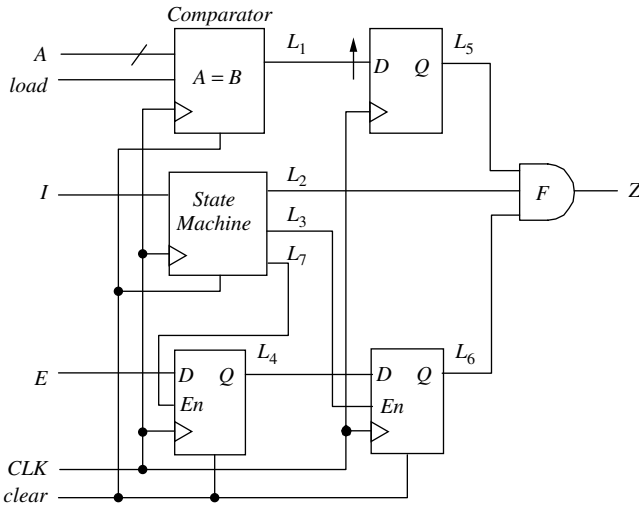 Comparator
A
load
A = B
L1
D Q
L5
I
State
Machine
L2
L3
L7
F
Z
E
D Q
En
L4
D Q
En
L6
CLK
clear